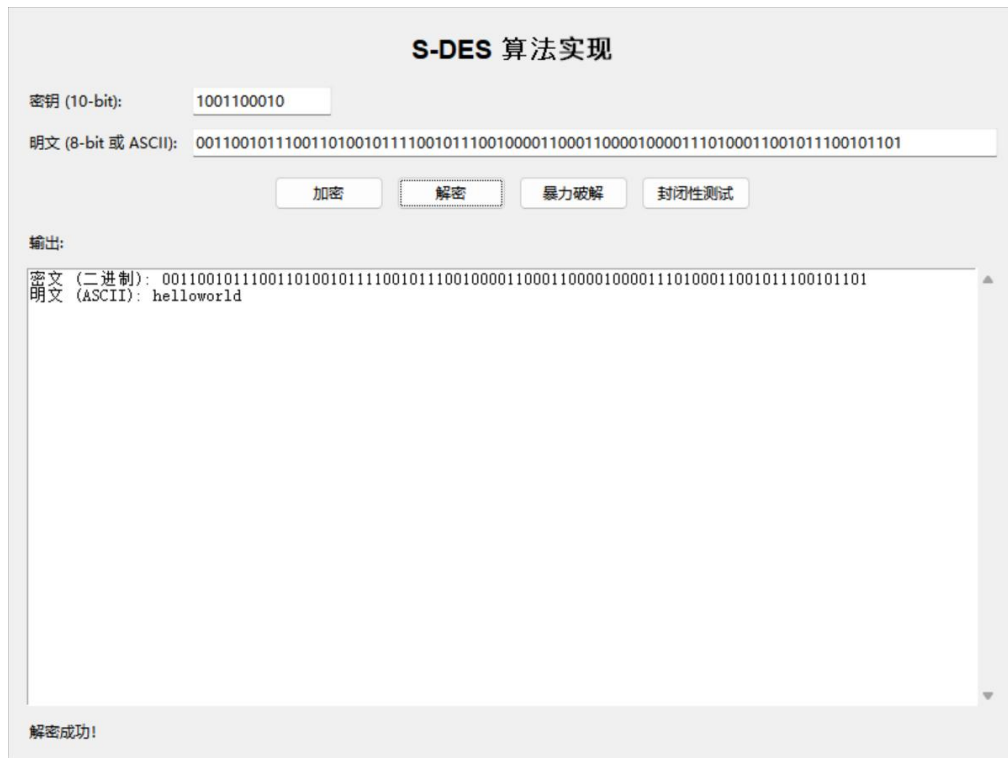 S-DES 算法实现
密钥 (10-bit): 1001100010
明文 (8-bit 或 ASCII): 00110010111001101001011110010111001000011000110000100001110100011001011100101101
加密 解密 暴力破解 封闭性测试
输出:
密文 (二进制): 00110010111001101001011110010111001000011000110000100001110100011001011100101101
明文 (ASCII): helloworld
解密成功!